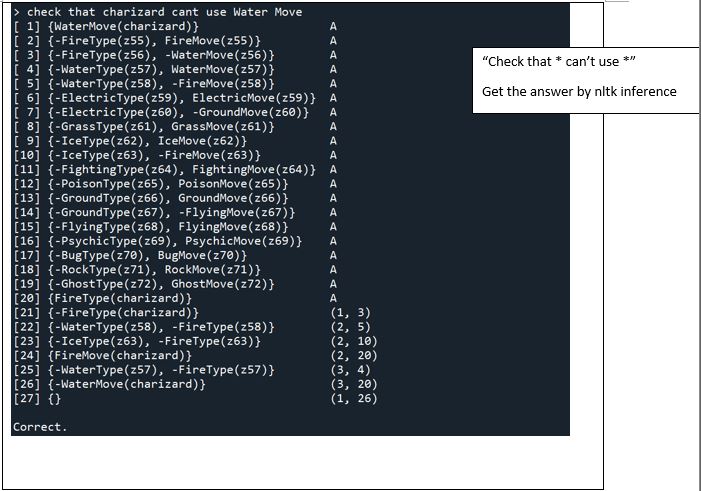 > check that charizard cant use Water Move
[ 1] {WaterMove(charizard)} A
[ 2] {-FireType(z55), FireMove(z55)} A
[ 3] {-FireType(z56), -WaterMove(z56)} A
[ 4] {-WaterType(z57), WaterMove(z57)} A
[ 5] {-WaterType(z58), -FireMove(z58)} A
[ 6] {-ElectricType(z59), ElectricMove(z59)} A
[ 7] {-ElectricType(z60), -GroundMove(z60)} A
[ 8] {-GrassType(z61), GrassMove(z61)} A
[ 9] {-IceType(z62), IceMove(z62)} A
[10] {-IceType(z63), -FireMove(z63)} A
[11] {-FightingType(z64), FightingMove(z64)} A
[12] {-PoisonType(z65), PoisonMove(z65)} A
[13] {-GroundType(z66), GroundMove(z66)} A
[14] {-GroundType(z67), -FlyingMove(z67)} A
[15] {-FlyingType(z68), FlyingMove(z68)} A
[16] {-PsychicType(z69), PsychicMove(z69)} A
[17] {-BugType(z70), BugMove(z70)} A
[18] {-RockType(z71), RockMove(z71)} A
[19] {-GhostType(z72), GhostMove(z72)} A
[20] {FireType(charizard)} A
[21] {-FireType(charizard)} (1, 3)
[22] {-WaterType(z58), -FireType(z58)} (2, 5)
[23] {-IceType(z63), -FireType(z63)} (2, 10)
[24] {FireMove(charizard)} (2, 20)
[25] {-WaterType(z57), -FireType(z57)} (3, 4)
[26] {-WaterMove(charizard)} (3, 20)
[27] {} (1, 26)
Correct.
“Check that * can’t use *”
Get the answer by nltk inference